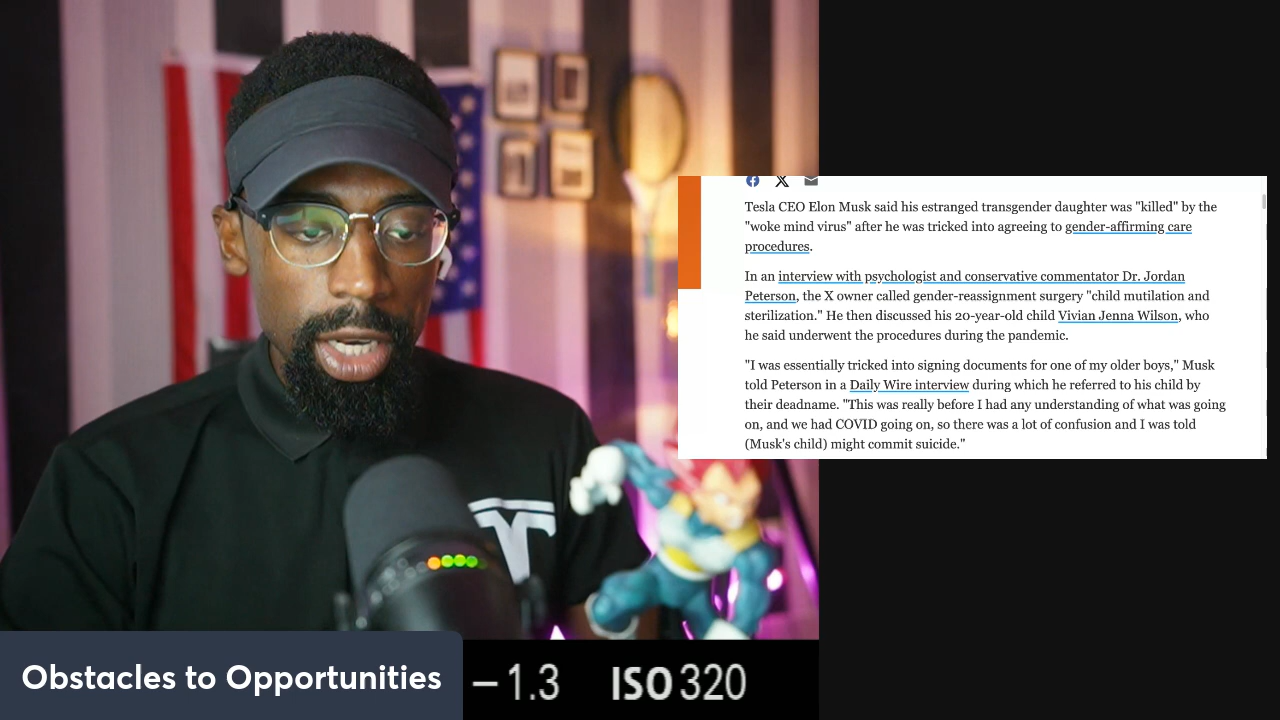 Tesla CEO Elon Musk said his estranged transgender daughter was "killed" by the
"woke mind virus" after he was tricked into agreeing to gender-affirming care
procedures.
In an interview with psychologist and conservative commentator Dr. Jordan
Peterson, the X owner called gender-reassignment surgery "child mutilation and
sterilization." He then discussed his 20-year-old child Vivian Jenna Wilson, who
he said underwent the procedures during the pandemic.
"I was essentially tricked into signing documents for one of my older boys," Musk
told Peterson in a Daily Wire interview during which he referred to his child by
their deadname. "This was really before I had any understanding of what was going
on, and we had COVID going on, so there was a lot of confusion and I was told
(Musk's child) might commit suicide."
Obstacles to Opportunities
– 1.3 ISO 320